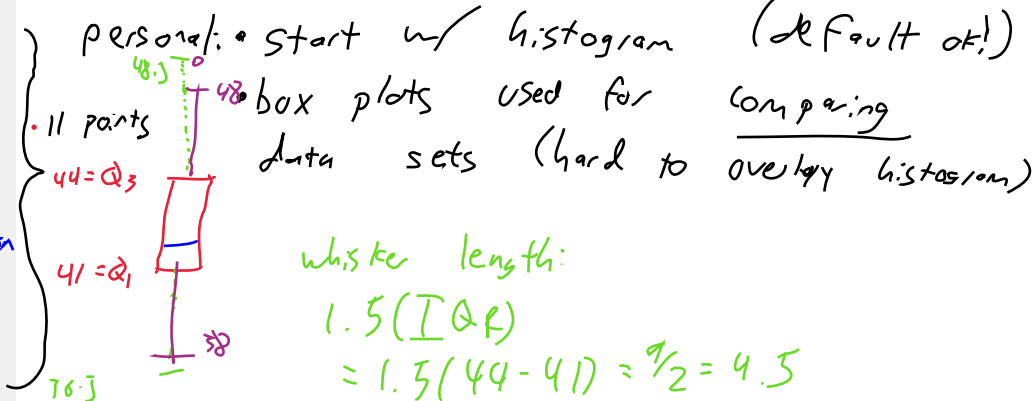 personal: • start w/ histogram (default ok!)
48.5
48
• box plots used for comparing
• 11 points
data sets (hard to overlay histogram)
44 = Q3
41 = Q1
whisker length:
1.5(IQR)
38
= 1.5(44-41) = 9/2 = 4.5
36.5